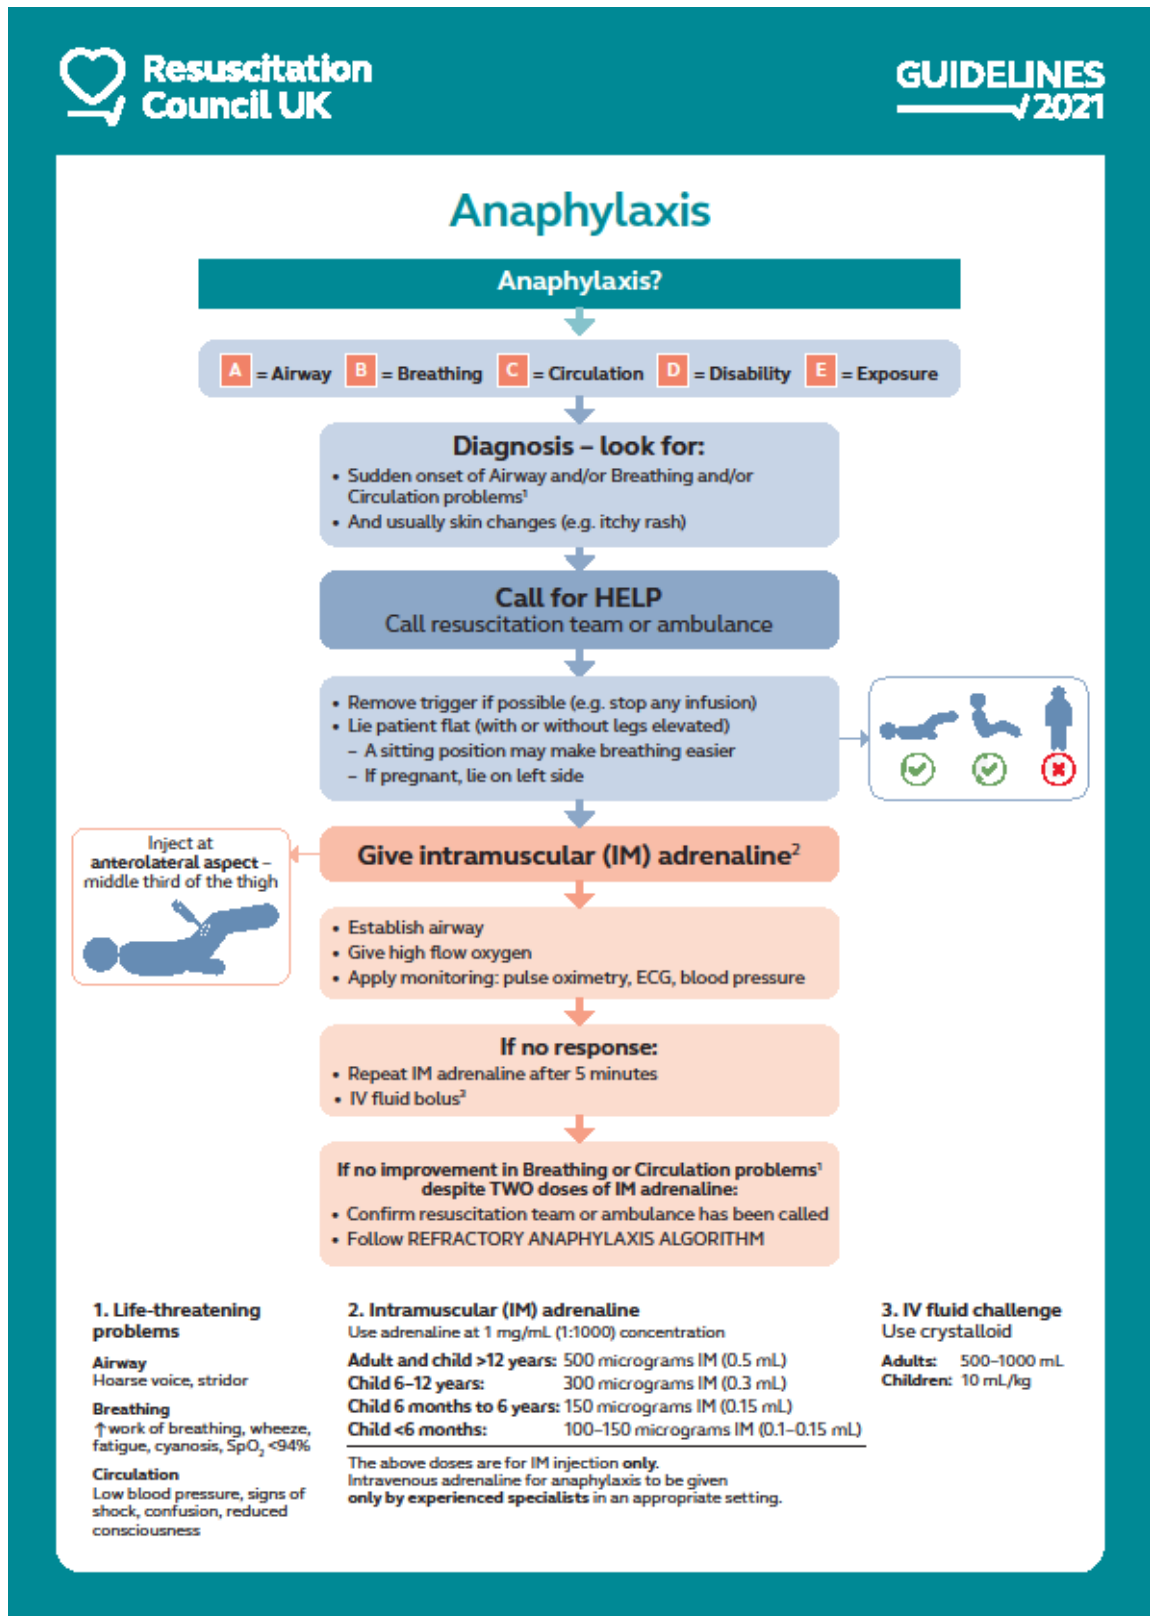 Resuscitation
Council UK
GUIDELINES
2021
Anaphylaxis
Anaphylaxis?
A = Airway B = Breathing C = Circulation D = Disability E = Exposure
Diagnosis – look for:
• Sudden onset of Airway and/or Breathing and/or
Circulation problems¹
• And usually skin changes (e.g. itchy rash)
Call for HELP
Call resuscitation team or ambulance
• Remove trigger if possible (e.g. stop any infusion)
• Lie patient flat (with or without legs elevated)
– A sitting position may make breathing easier
– If pregnant, lie on left side
Give intramuscular (IM) adrenaline²
Inject at
anterolateral aspect –
middle third of the thigh
• Establish airway
• Give high flow oxygen
• Apply monitoring: pulse oximetry, ECG, blood pressure
If no response:
• Repeat IM adrenaline after 5 minutes
• IV fluid bolus³
If no improvement in Breathing or Circulation problems¹
despite TWO doses of IM adrenaline:
• Confirm resuscitation team or ambulance has been called
• Follow REFRACTORY ANAPHYLAXIS ALGORITHM
1. Life-threatening
problems
Airway
Hoarse voice, stridor
Breathing
↑work of breathing, wheeze,
fatigue, cyanosis, SpO₂ <94%
Circulation
Low blood pressure, signs of
shock, confusion, reduced
consciousness
2. Intramuscular (IM) adrenaline
Use adrenaline at 1 mg/mL (1:1000) concentration
Adult and child >12 years: 500 micrograms IM (0.5 mL)
Child 6–12 years: 300 micrograms IM (0.3 mL)
Child 6 months to 6 years: 150 micrograms IM (0.15 mL)
Child <6 months: 100–150 micrograms IM (0.1–0.15 mL)
The above doses are for IM injection only.
Intravenous adrenaline for anaphylaxis to be given
only by experienced specialists in an appropriate setting.
3. IV fluid challenge
Use crystalloid
Adults: 500–1000 mL
Children: 10 mL/kg